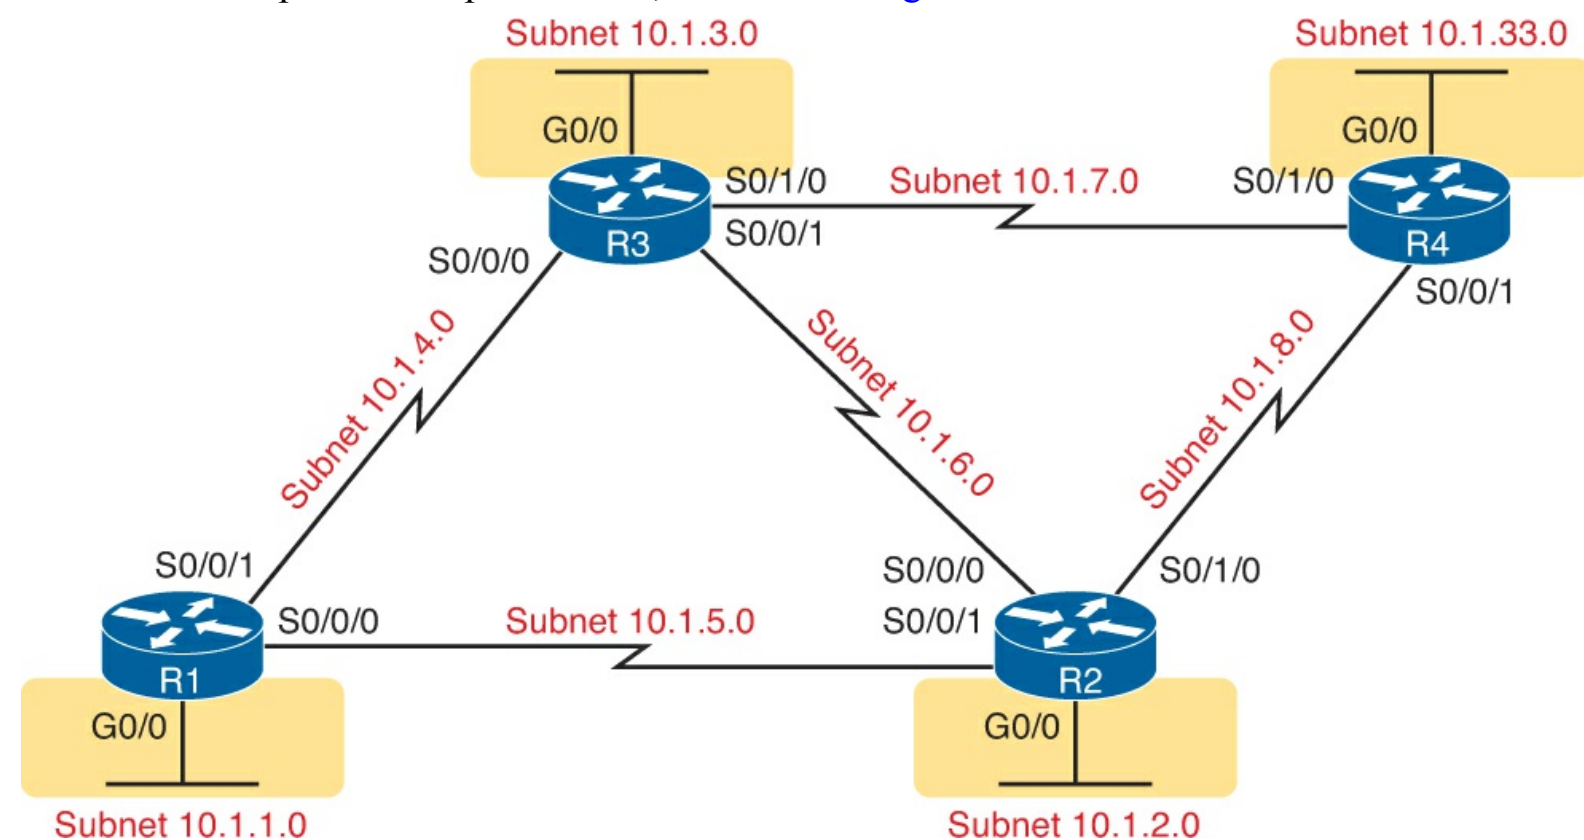 Subnet 10.1.3.0
Subnet 10.1.33.0
G0/0
G0/0
S0/1/0
Subnet 10.1.7.0
S0/1/0
R3
S0/0/1
R4
S0/0/0
S0/0/1
Subnet 10.1.4.0
Subnet 10.1.6.0
Subnet 10.1.8.0
S0/0/1
S0/0/0
S0/1/0
S0/0/0
Subnet 10.1.5.0
S0/0/1
R1
R2
G0/0
G0/0
Subnet 10.1.1.0
Subnet 10.1.2.0